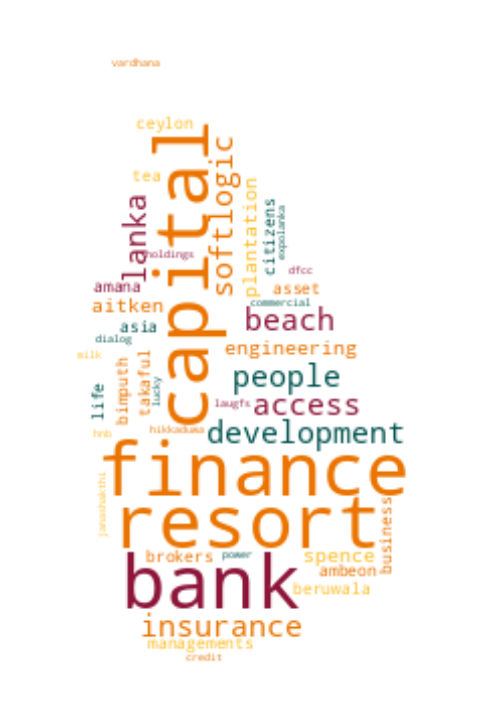 vardhana
ceylon
capital
softlogic
tea
plantation
lanka
citizens
expolanka
holdings
dfcc
amana
asset
commercial
aitken
beach
asia
dialog
engineering
milk
bimputh
takaful
lucky
people
life
laugfs
access
hikkaduwa
development
hnb
finance
janashakthi
resort
business
brokers
power
spence
bank
ambeon
beruwala
insurance
managements
credit